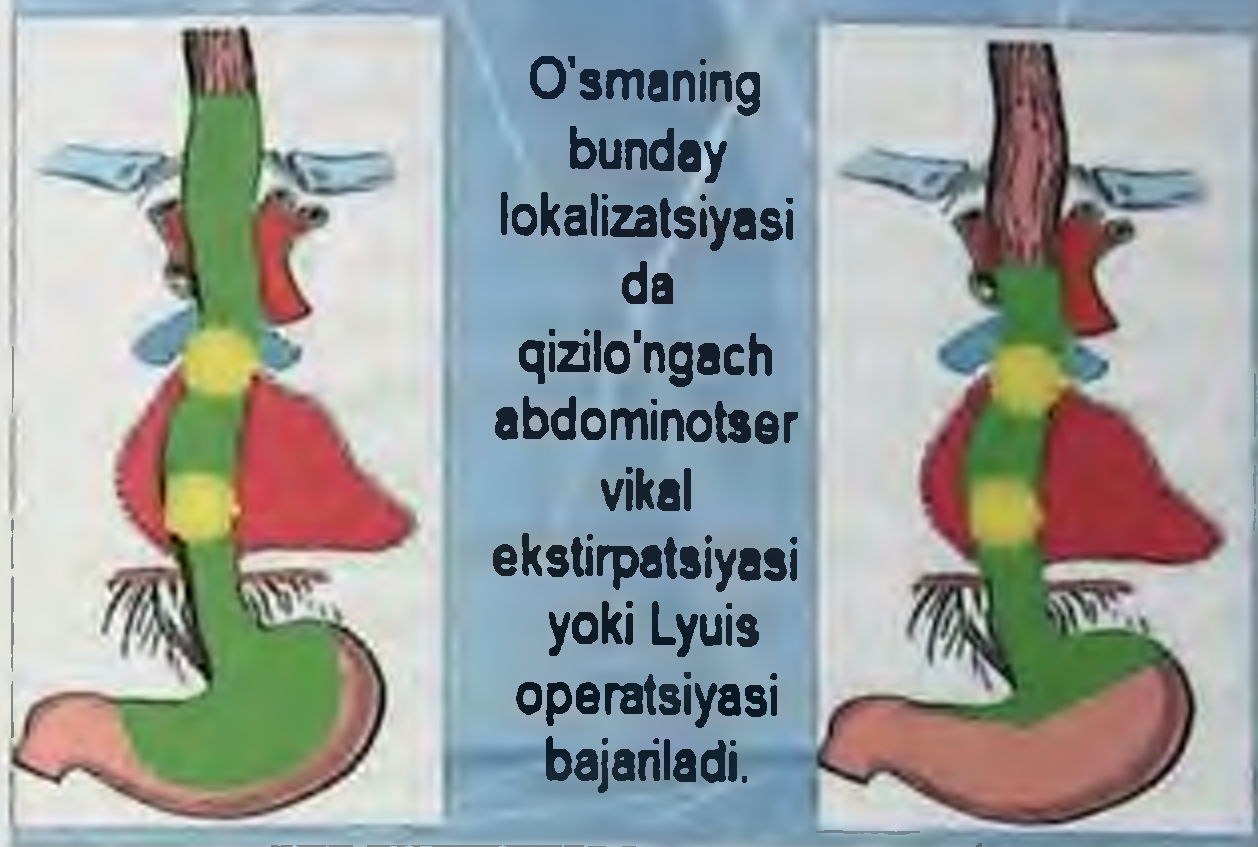 O'smaning
bunday
lokalizatsiyasi
da
qizilo'ngach
abdominotser
vikal
ekstirpatsiyasi
yoki Lyuis
operatsiyasi
bajariladi.